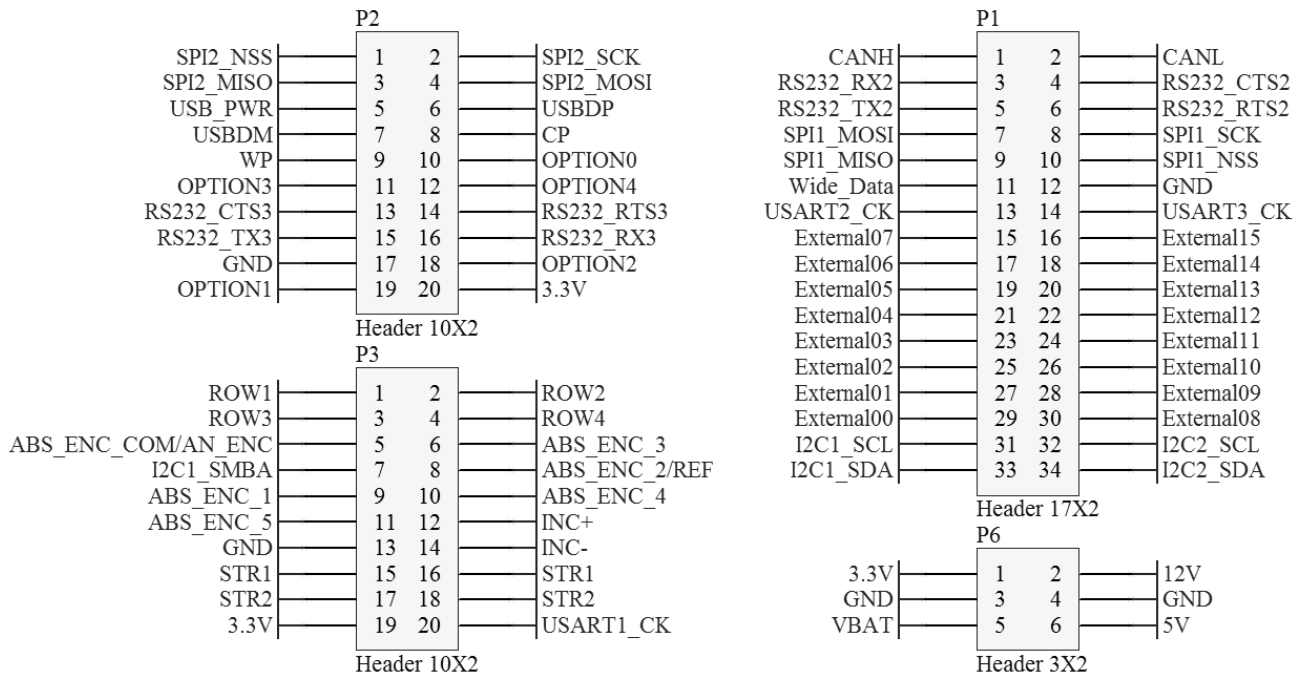 P2
SPI2_NSS 1 2 SPI2_SCK
SPI2_MISO 3 4 SPI2_MOSI
USB_PWR 5 6 USBDP
USBDM 7 8 CP
WP 9 10 OPTION0
OPTION3 11 12 OPTION4
RS232_CTS3 13 14 RS232_RTS3
RS232_TX3 15 16 RS232_RX3
GND 17 18 OPTION2
OPTION1 19 20 3.3V
Header 10X2
P3
ROW1 1 2 ROW2
ROW3 3 4 ROW4
ABS_ENC_COM/AN_ENC 5 6 ABS_ENC_3
I2C1_SMBA 7 8 ABS_ENC_2/REF
ABS_ENC_1 9 10 ABS_ENC_4
ABS_ENC_5 11 12 INC+
GND 13 14 INC-
STR1 15 16 STR1
STR2 17 18 STR2
3.3V 19 20 USART1_CK
Header 10X2
P1
CANH 1 2 CANL
RS232_RX2 3 4 RS232_CTS2
RS232_TX2 5 6 RS232_RTS2
SPI1_MOSI 7 8 SPI1_SCK
SPI1_MISO 9 10 SPI1_NSS
Wide_Data 11 12 GND
USART2_CK 13 14 USART3_CK
External07 15 16 External15
External06 17 18 External14
External05 19 20 External13
External04 21 22 External12
External03 23 24 External11
External02 25 26 External10
External01 27 28 External09
External00 29 30 External08
I2C1_SCL 31 32 I2C2_SCL
I2C1_SDA 33 34 I2C2_SDA
Header 17X2
P6
3.3V 1 2 12V
GND 3 4 GND
VBAT 5 6 5V
Header 3X2